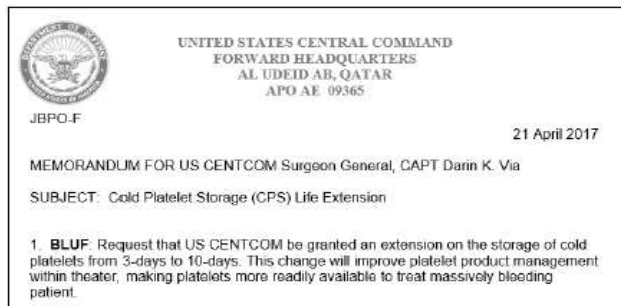 UNITED STATES CENTRAL COMMAND
FORWARD HEADQUARTERS
AL UDEID AB, QATAR
APO AE 09365
JBPO-F
21 April 2017
MEMORANDUM FOR US CENTCOM Surgeon General, CAPT Darin K. Via
SUBJECT: Cold Platelet Storage (CPS) Life Extension
1. BLUF: Request that US CENTCOM be granted an extension on the storage of cold
platelets from 3-days to 10-days. This change will improve platelet product management
within theater, making platelets more readily available to treat massively bleeding
patient.